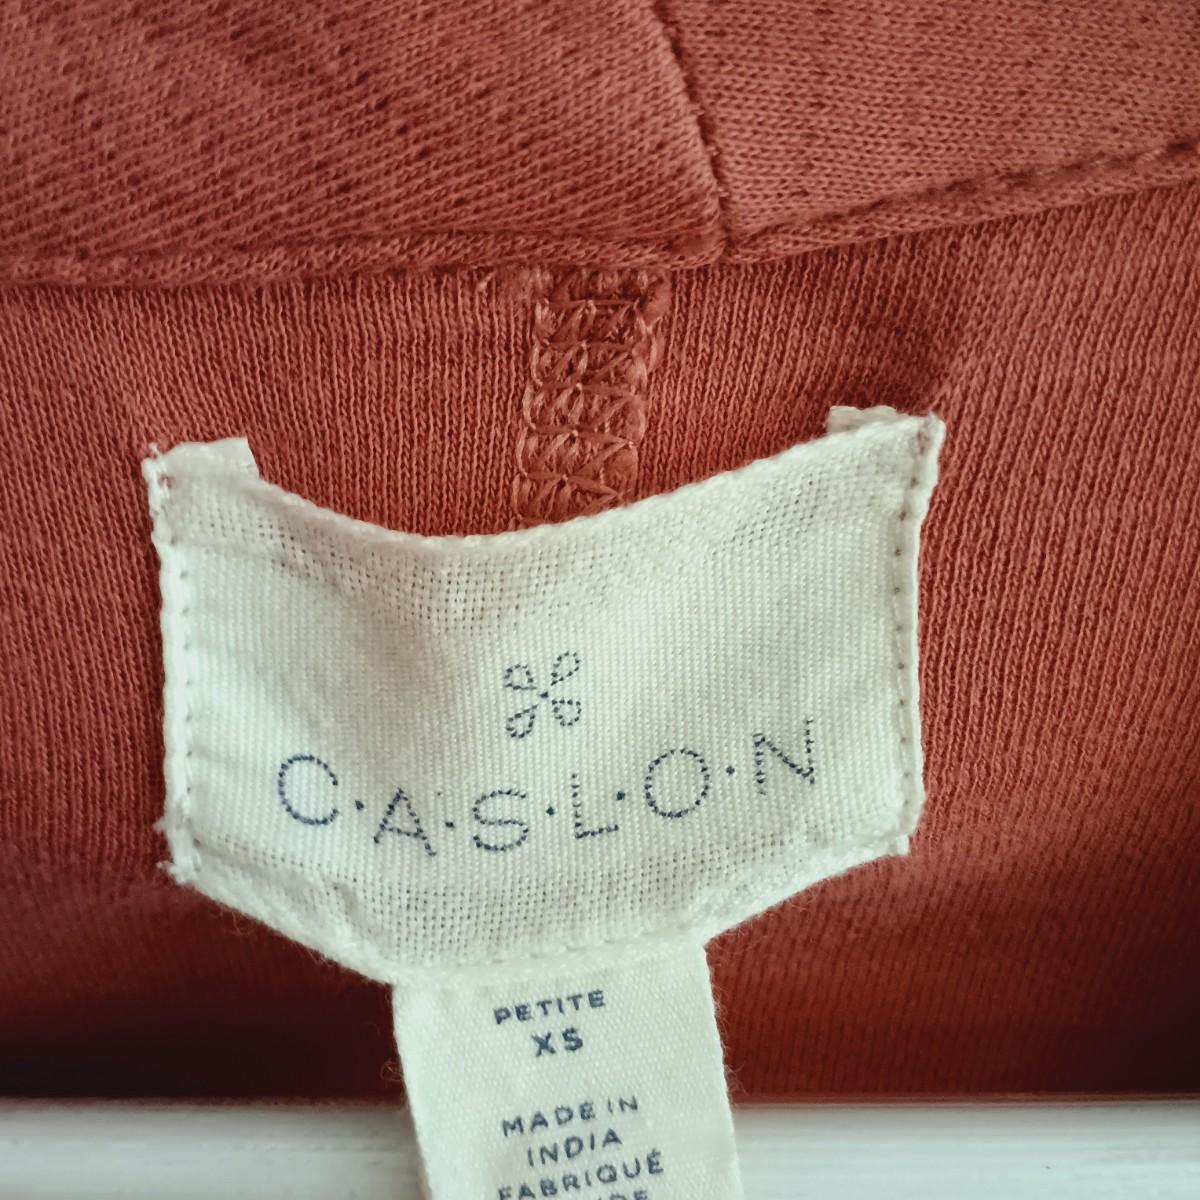 C·A·S·L·O·N
PETITE
XS
MADE IN
INDIA
FABRIQUÉ